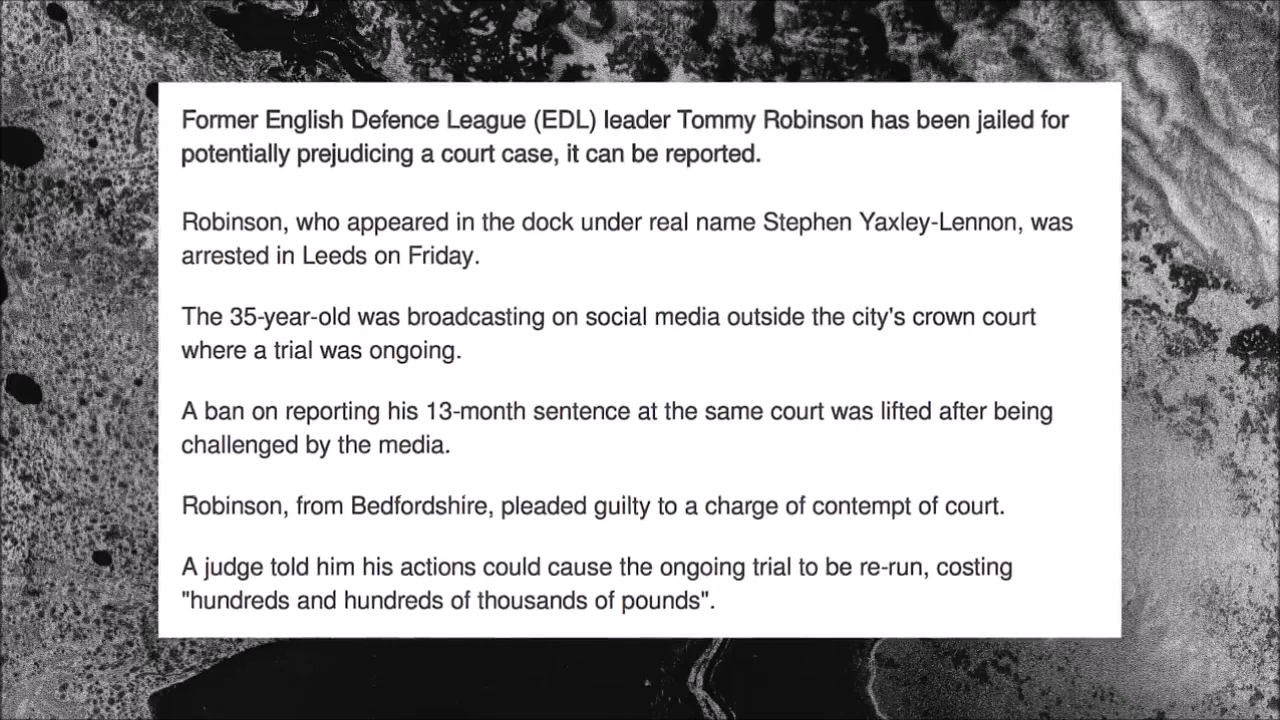 Former English Defence League (EDL) leader Tommy Robinson has been jailed for
potentially prejudicing a court case, it can be reported.
Robinson, who appeared in the dock under real name Stephen Yaxley-Lennon, was
arrested in Leeds on Friday.
The 35-year-old was broadcasting on social media outside the city's crown court
where a trial was ongoing.
A ban on reporting his 13-month sentence at the same court was lifted after being
challenged by the media.
Robinson, from Bedfordshire, pleaded guilty to a charge of contempt of court.
A judge told him his actions could cause the ongoing trial to be re-run, costing
"hundreds and hundreds of thousands of pounds".